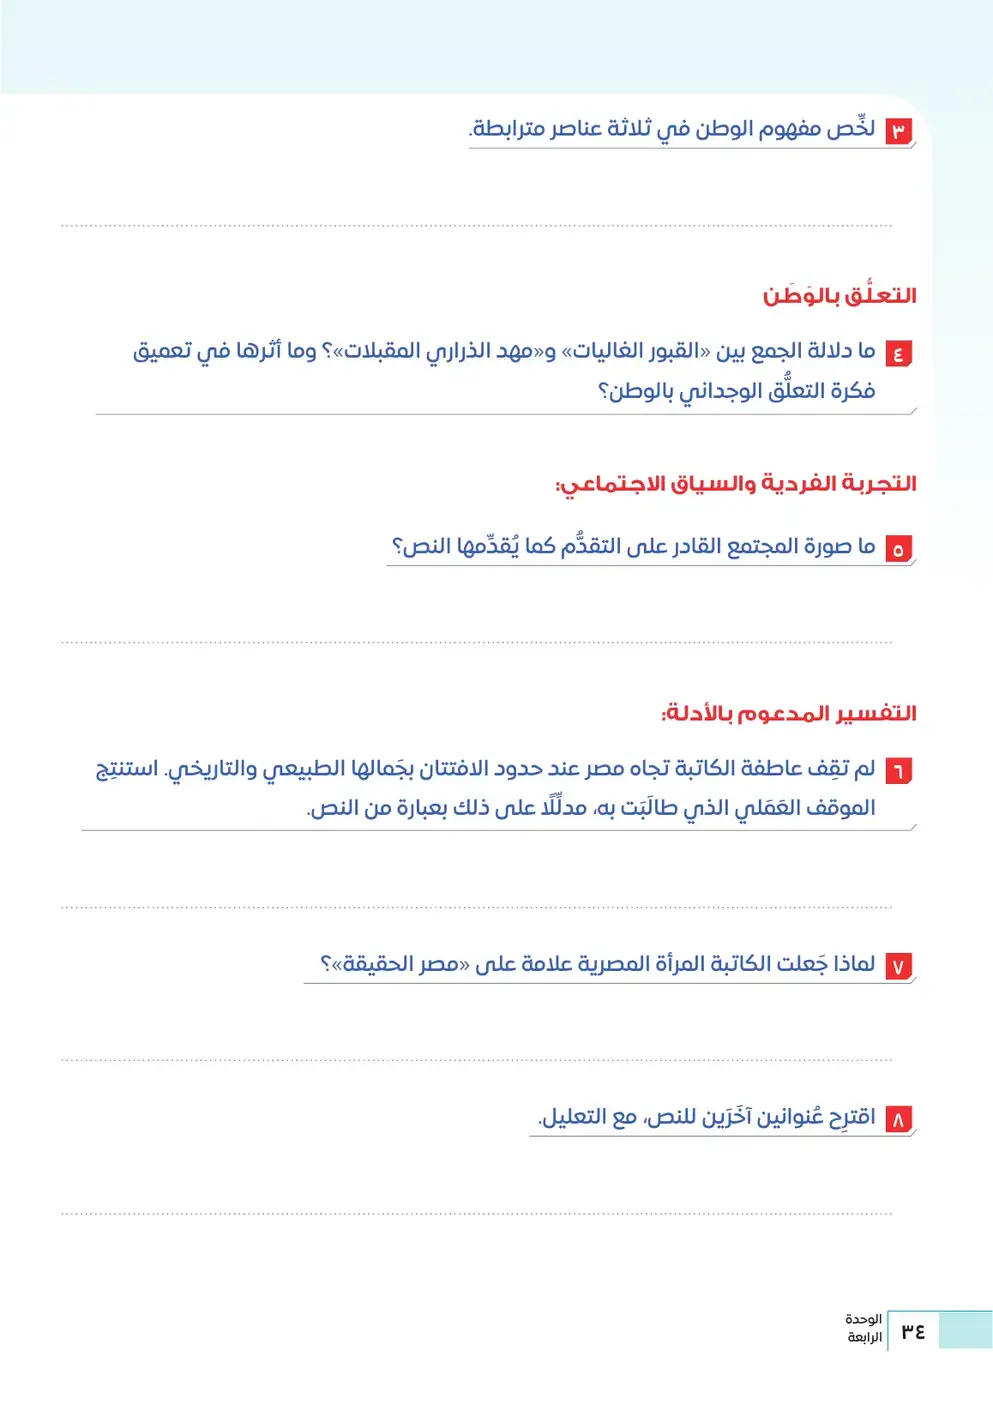 ٣ لخِّص مفهوم الوطن في ثلاثة عناصر مترابطة.
التعلُّق بالوَطَن
٤ ما دلالة الجمع بين «القبور الغاليات» و«مهد الذراري المقبلات»؟ وما أثرها في تعميق
فكرة التعلُّق الوجداني بالوطن؟
التجربة الفردية والسياق الاجتماعي:
٥ ما صورة المجتمع القادر على التقدُّم كما يُقدِّمها النص؟
التفسير المدعوم بالأدلة:
٦ لم تقِف عاطفة الكاتبة تجاه مصر عند حدود الافتتان بجَمالها الطبيعي والتاريخي. استنتِج
الموقف العَمَلي الذي طالَبَت به، مدلِّلًا على ذلك بعبارة من النص.
٧ لماذا جَعلت الكاتبة المرأة المصرية علامة على «مصر الحقيقة»؟
٨ اقترِح عُنوانين آخَرَين للنص، مع التعليل.
الوحدة
الرابعة
٣٤